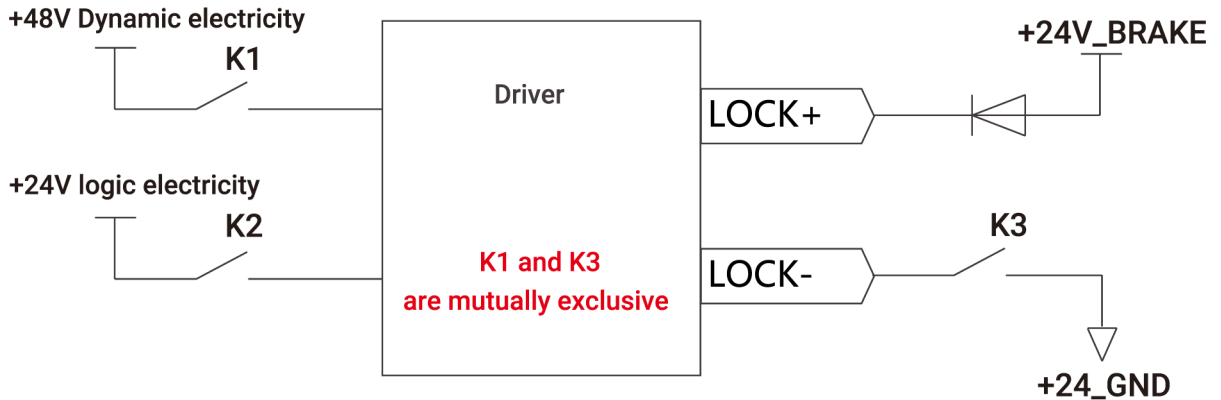 +48V Dynamic electricity
K1
+24V logic electricity
K2
Driver
K1 and K3
are mutually exclusive
LOCK+
+24V_BRAKE
LOCK-
K3
+24_GND